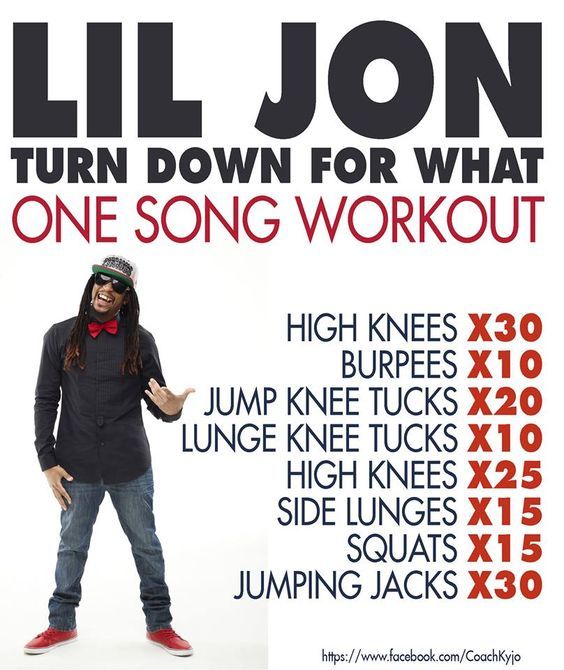 LIL JON
TURN DOWN FOR WHAT
ONE SONG WORKOUT
HIGH KNEES X30
BURPEES X10
JUMP KNEE TUCKS X20
LUNGE KNEE TUCKS X10
HIGH KNEES X25
SIDE LUNGES X15
SQUATS X15
JUMPING JACKS X30
https://www.facebook.com/CoachKyjo